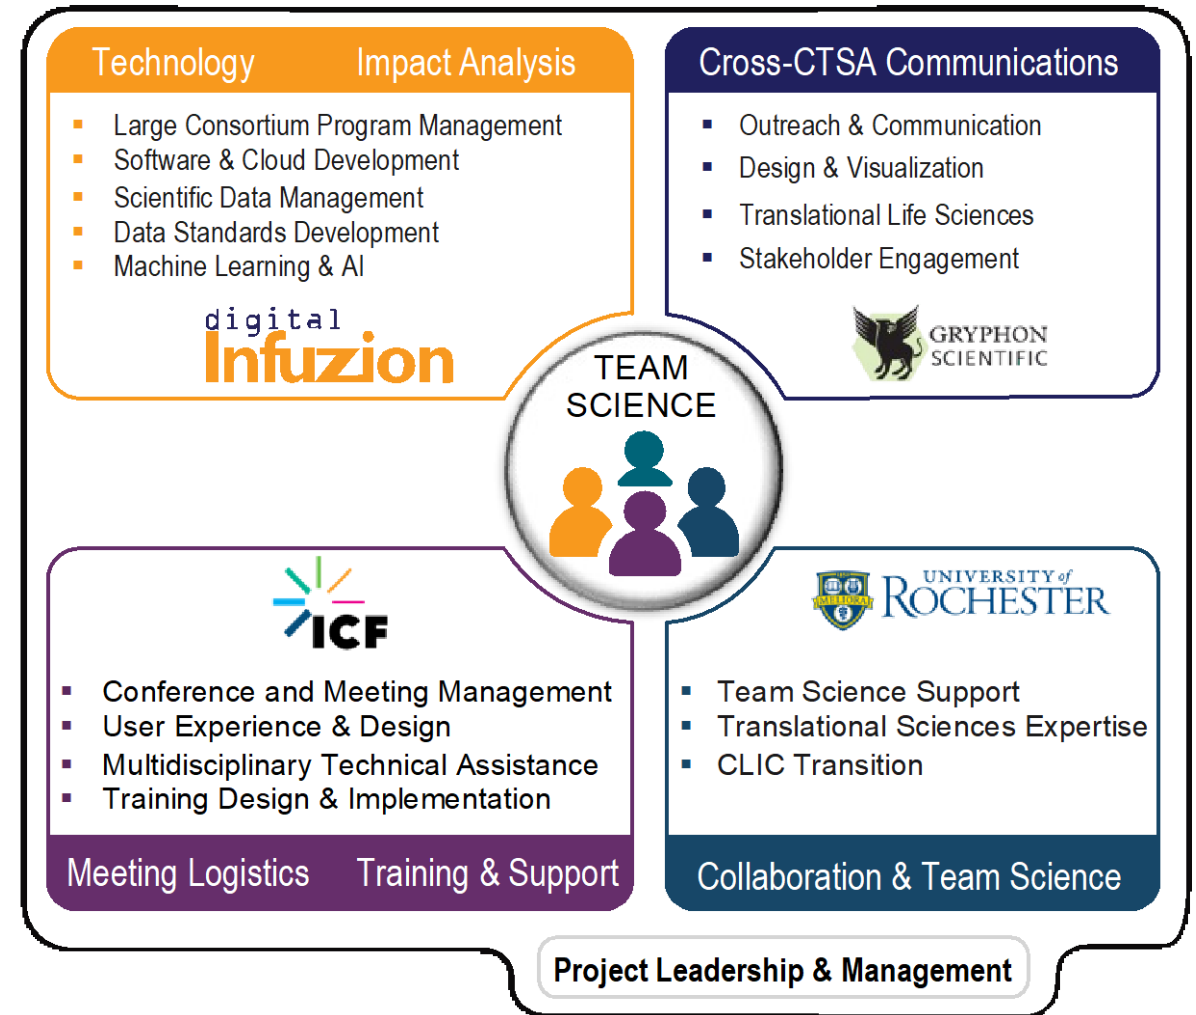 Technology Impact Analysis
Large Consortium Program Management
Software & Cloud Development
Scientific Data Management
Data Standards Development
Machine Learning & AI
digital
Infuzion
Cross-CTSA Communications
Outreach & Communication
Design & Visualization
Translational Life Sciences
Stakeholder Engagement
GRYPHON
SCIENTIFIC
TEAM
SCIENCE
ICF
Conference and Meeting Management
User Experience & Design
Multidisciplinary Technical Assistance
Training Design & Implementation
Meeting Logistics Training & Support
MELIORA
UNIVERSITY of
ROCHESTER
Team Science Support
Translational Sciences Expertise
CLIC Transition
Collaboration & Team Science
Project Leadership & Management